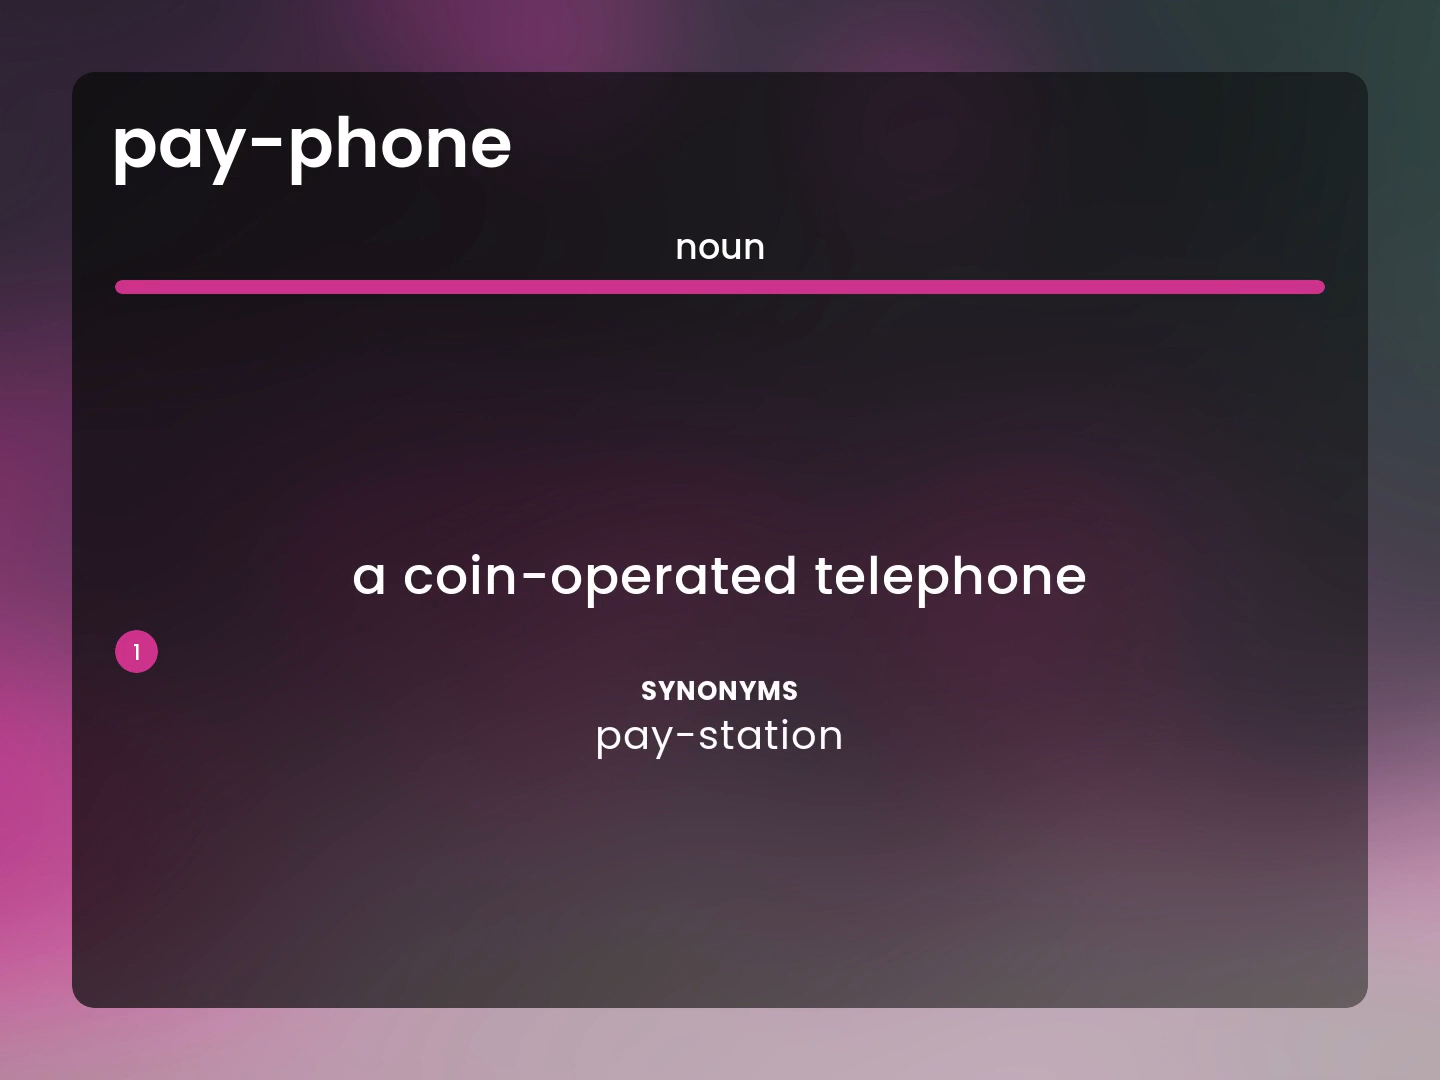 pay-phone
noun
a coin-operated telephone
1
SYNONYMS
pay-station